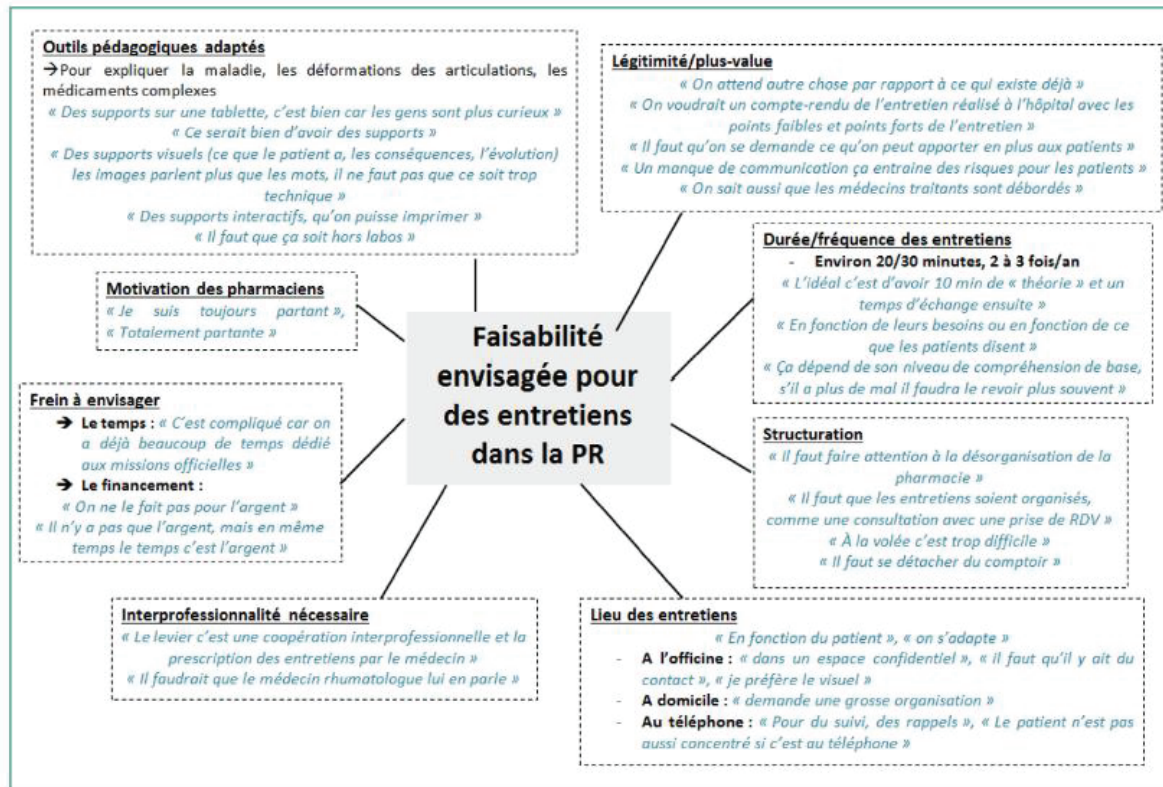 Outils pédagogiques adaptés
→Pour expliquer la maladie, les déformations des articulations, les
médicaments complexes
« Des supports sur une tablette, c'est bien car les gens sont plus curieux »
« Ce serait bien d'avoir des supports »
« Des supports visuels (ce que le patient a, les conséquences, l'évolution)
les images parlent plus que les mots, il ne faut pas que ce soit trop
technique »
« Des supports interactifs, qu'on puisse imprimer »
« Il faut que ça soit hors labos »
Légitimité/plus-value
« On attend autre chose par rapport à ce qui existe déjà »
« On voudrait un compte-rendu de l'entretien réalisé à l'hôpital avec les
points faibles et points forts de l'entretien »
« Il faut qu'on se demande ce qu'on peut apporter en plus aux patients »
« Un manque de communication ça entraine des risques pour les patients »
« On sait aussi que les médecins traitants sont débordés »
Motivation des pharmaciens
« Je suis toujours partant »,
« Totalement partante »
Durée/fréquence des entretiens
- Environ 20/30 minutes, 2 à 3 fois/an
« L'idéal c'est d'avoir 10 min de « théorie » et un
temps d'échange ensuite »
« En fonction de leurs besoins ou en fonction de ce
que les patients disent »
« Ça dépend de son niveau de compréhension de base,
s'il a plus de mal il faudra le revoir plus souvent »
Faisabilité
envisagée pour
des entretiens
dans la PR
Frein à envisager
→ Le temps : « C'est compliqué car on
a déjà beaucoup de temps dédié
aux missions officielles »
→ Le financement :
« On ne le fait pas pour l'argent »
« Il n'y a pas que l'argent, mais en même
temps le temps c'est l'argent »
Structuration
« Il faut faire attention à la désorganisation de la
pharmacie »
« Il faut que les entretiens soient organisés,
comme une consultation avec une prise de RDV »
« À la volée c'est trop difficile »
« Il faut se détacher du comptoir »
Interprofessionnalité nécessaire
« Le levier c'est une coopération interprofessionnelle et la
prescription des entretiens par le médecin »
« Il faudrait que le médecin rhumatologue lui en parle »
Lieu des entretiens
« En fonction du patient », « on s'adapte »
- A l'officine : « dans un espace confidentiel », « il faut qu'il y ait du
contact », « je préfère le visuel »
- A domicile : « demande une grosse organisation »
- Au téléphone : « Pour du suivi, des rappels », « Le patient n'est pas
aussi concentré si c'est au téléphone »